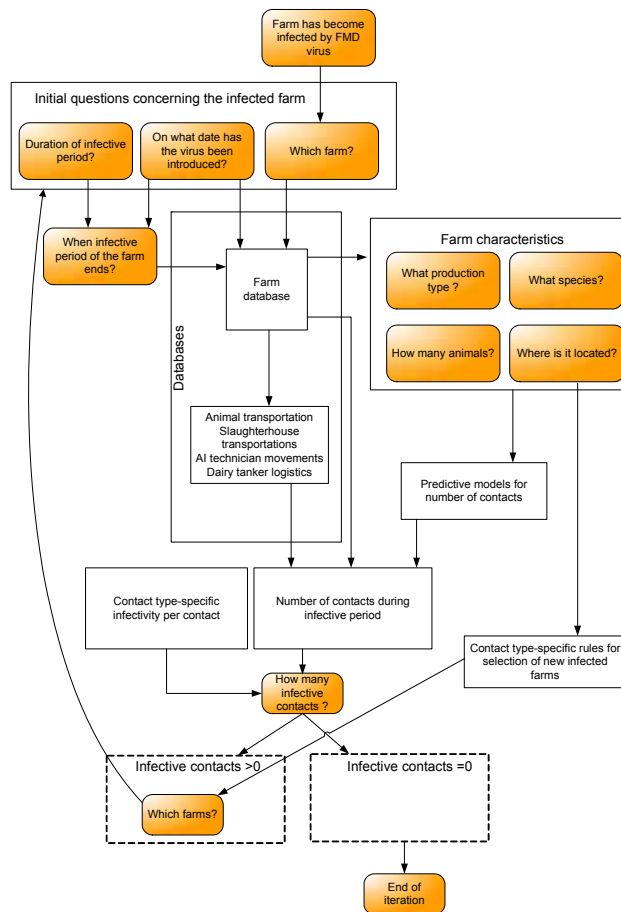 Farm has become
infected by FMD
virus
Initial questions concerning the infected farm
Duration of infective
period?
On what date has
the virus been
introduced?
Which farm?
When infective
period of the farm
ends?
Databases
Farm
database
Farm characteristics
What production
type ?
What species?
How many animals?
Where is it located?
Animal transportation
Slaughterhouse
transportations
AI technician movements
Dairy tanker logistics
Predictive models for
number of contacts
Contact type-specific
infectivity per contact
Number of contacts during
infective period
Contact type-specific rules for
selection of new infected
farms
How many
infective
contacts ?
Infective contacts >0
Infective contacts =0
Which farms?
End of
iteration